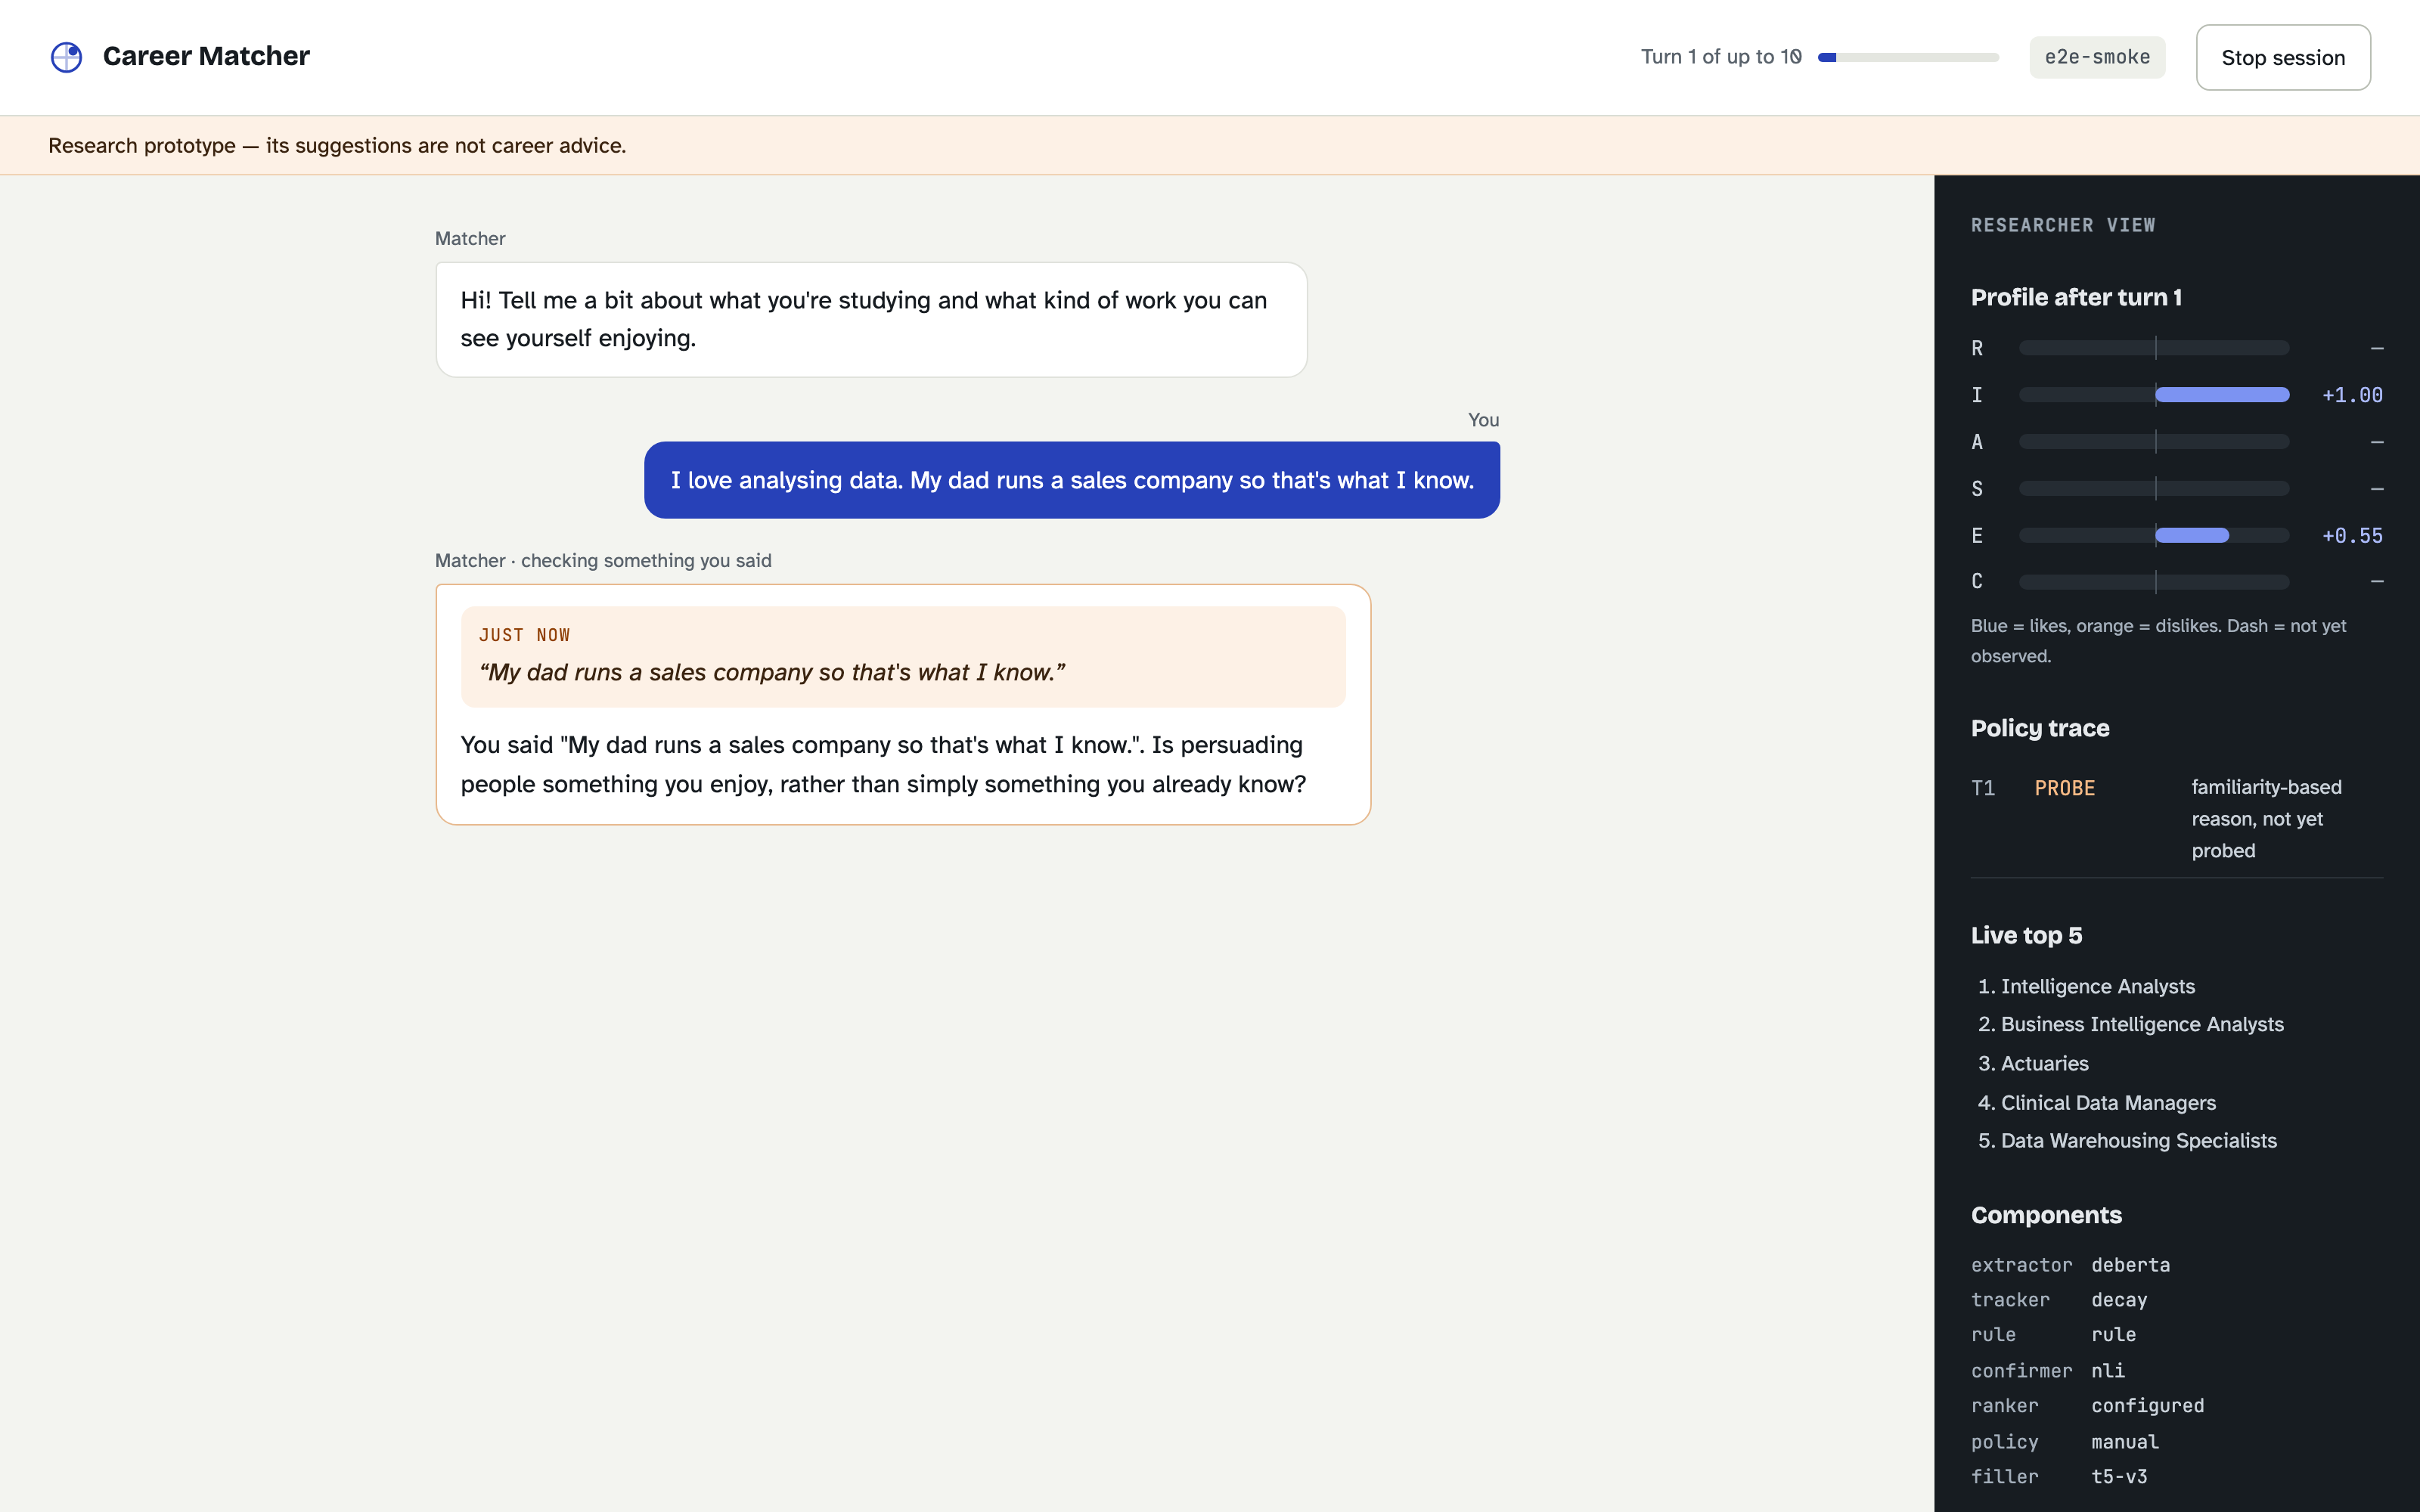 Career Matcher
Turn 1 of up to 10
e2e-smoke
Stop session
Research prototype — its suggestions are not career advice.
Matcher
Hi! Tell me a bit about what you're studying and what kind of work you can
see yourself enjoying.
You
I love analysing data. My dad runs a sales company so that's what I know.
Matcher · checking something you said
JUST NOW
“My dad runs a sales company so that's what I know.”
You said "My dad runs a sales company so that's what I know.". Is persuading
people something you enjoy, rather than simply something you already know?
RESEARCHER VIEW
Profile after turn 1
R —
I +1.00
A —
S —
E +0.55
C —
Blue = likes, orange = dislikes. Dash = not yet
observed.
Policy trace
T1 PROBE familiarity-based
reason, not yet
probed
Live top 5
1. Intelligence Analysts
2. Business Intelligence Analysts
3. Actuaries
4. Clinical Data Managers
5. Data Warehousing Specialists
Components
extractor deberta
tracker decay
rule rule
confirmer nli
ranker configured
policy manual
filler t5-v3